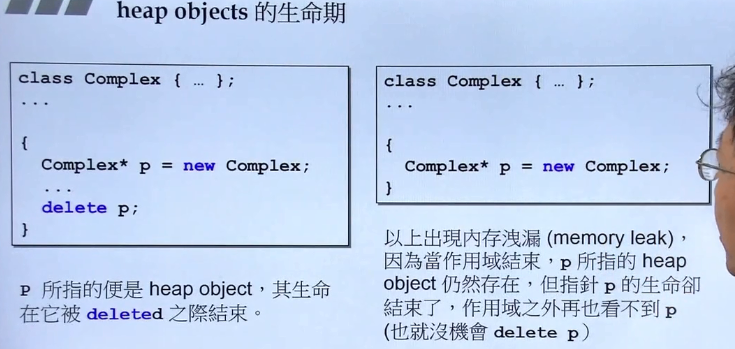 heap objects 的生命期
class Complex { … };
...
{
Complex* p = new Complex;
...
delete p;
}
P 所指的便是 heap object，其生命
在它被 deleted 之際結束。
class Complex { … };
...
{
Complex* p = new Complex;
}
以上出現內存洩漏 (memory leak)，
因為當作用域結束，p 所指的 heap
object 仍然存在，但指針 p 的生命卻
結束了，作用域之外再也看不到 p
(也就沒機會 delete p)